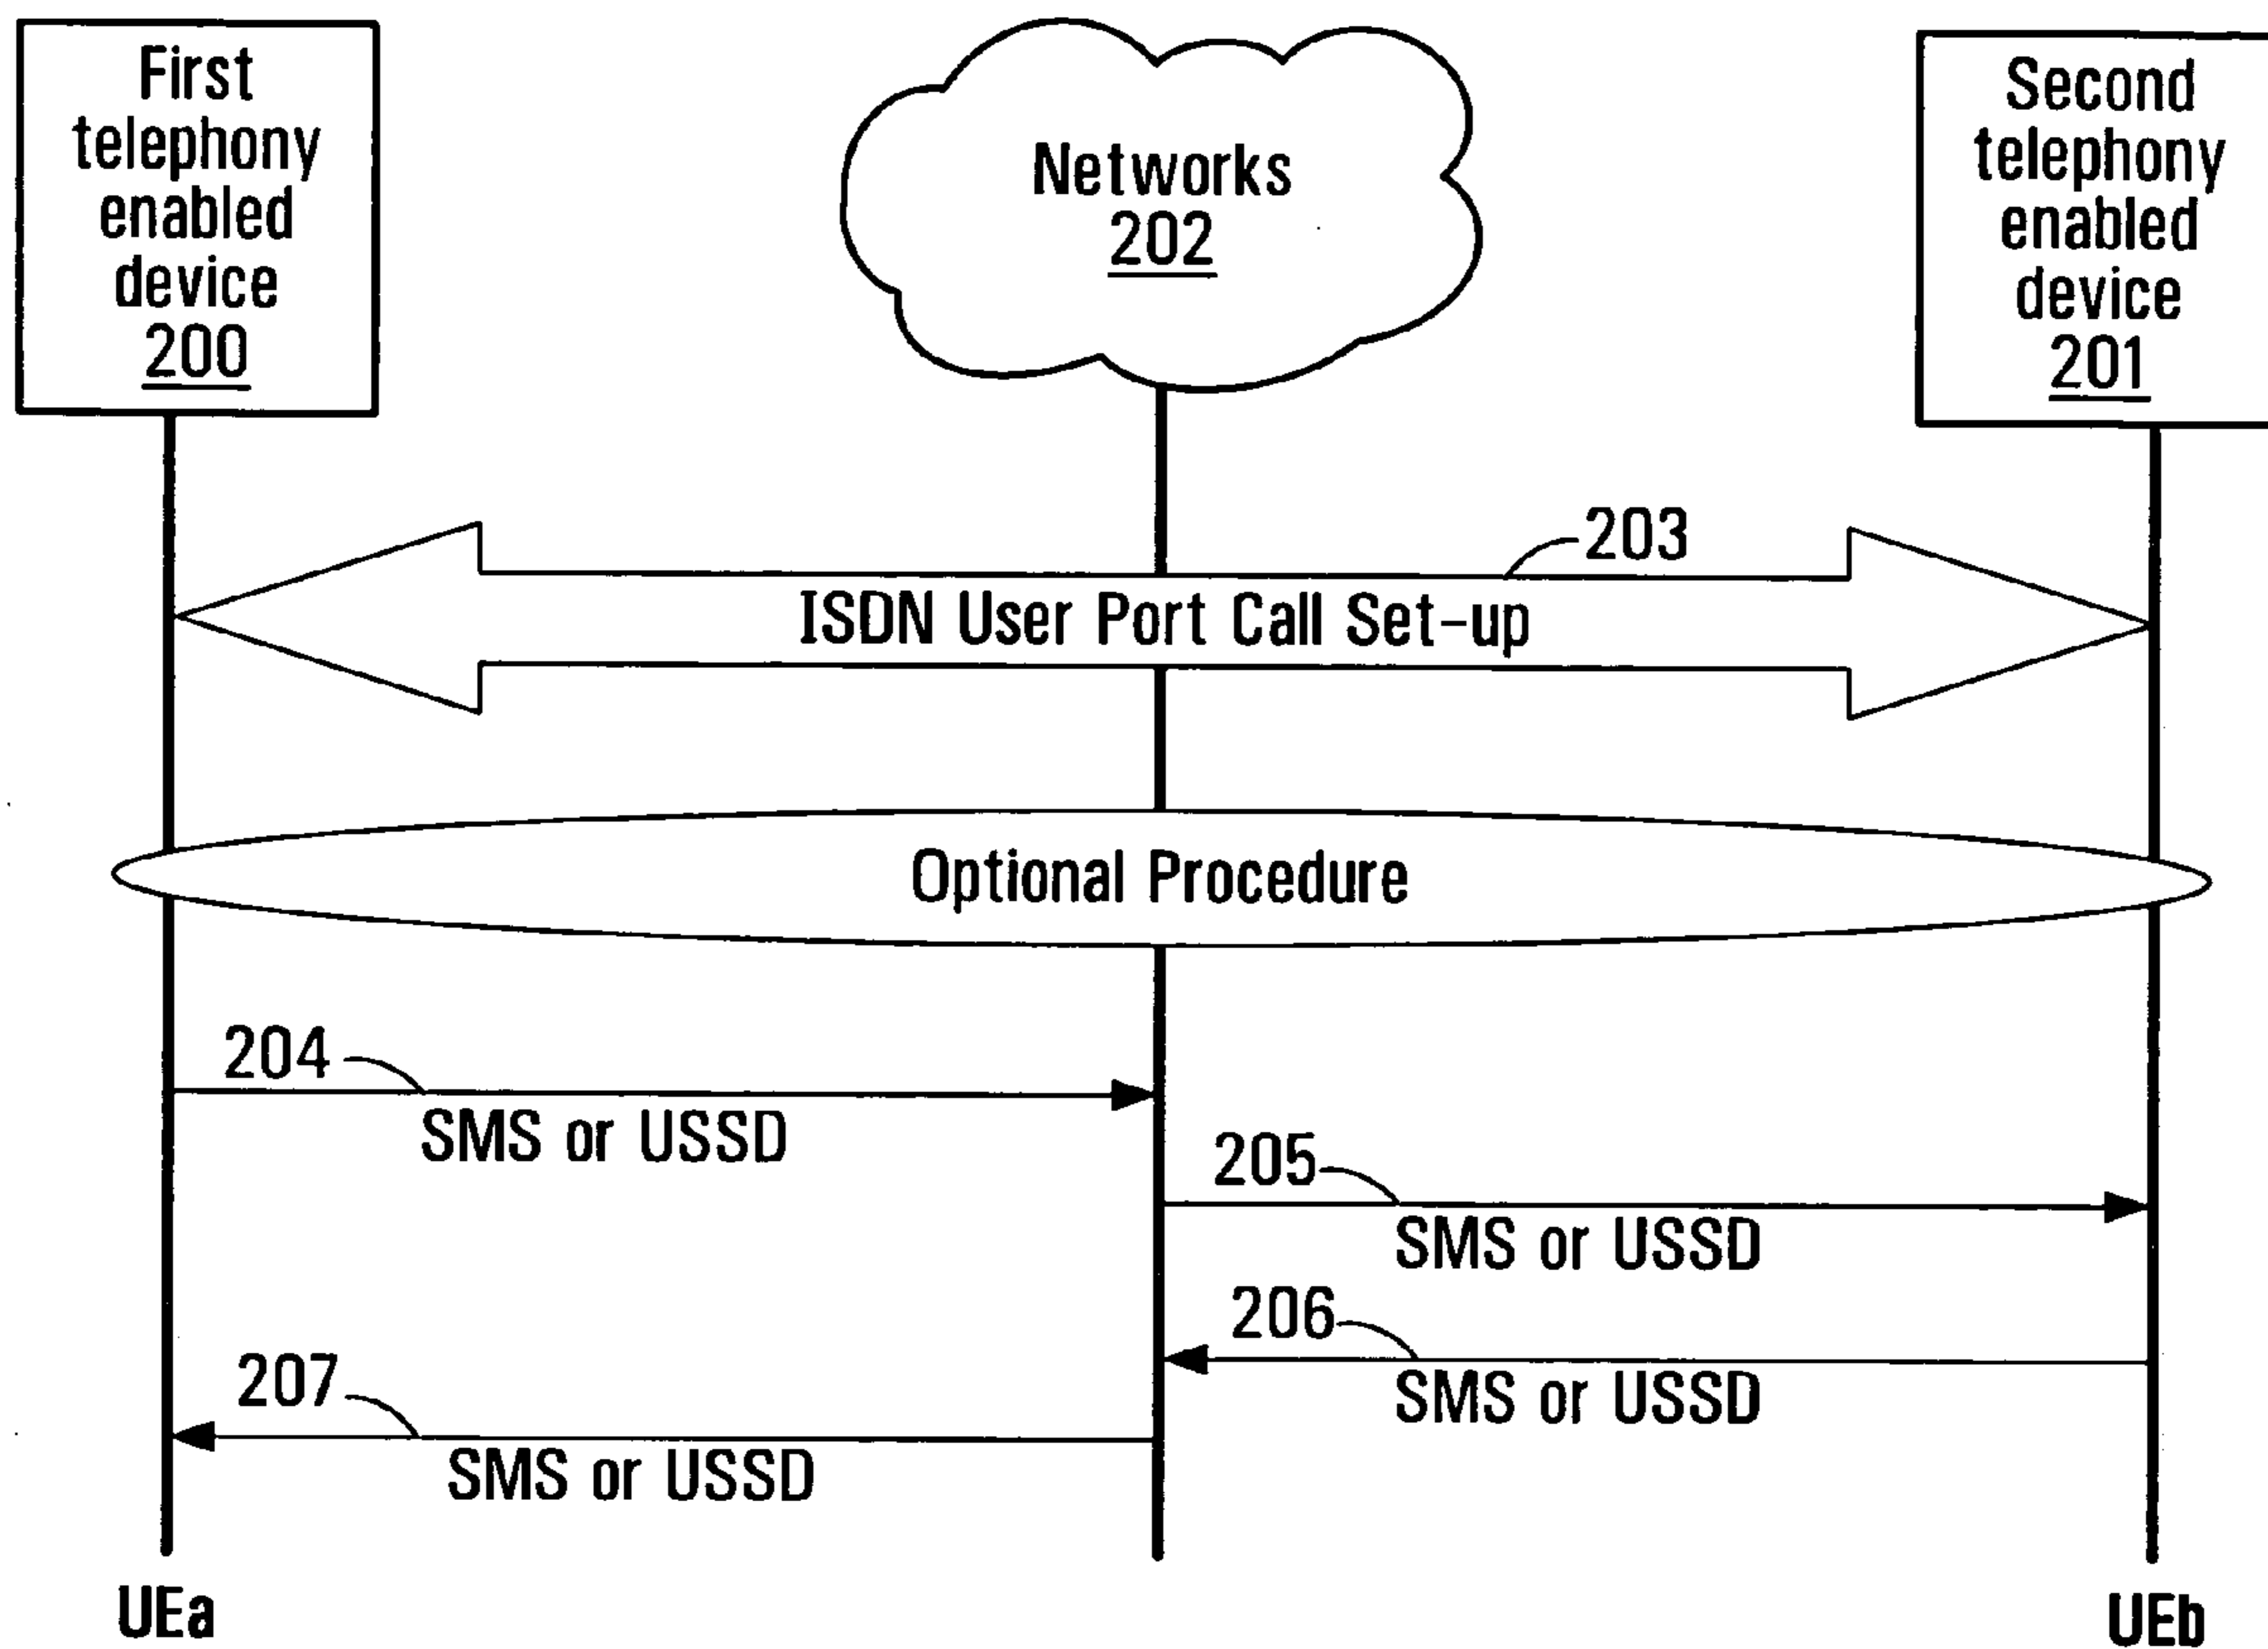 First
telephony
enabled
device
200
Networks
202
Second
telephony
enabled
device
201
203
ISDN User Port Call Set-up
Optional Procedure
204
SMS or USSD
205
SMS or USSD
206
SMS or USSD
207
SMS or USSD
UEa
UEb